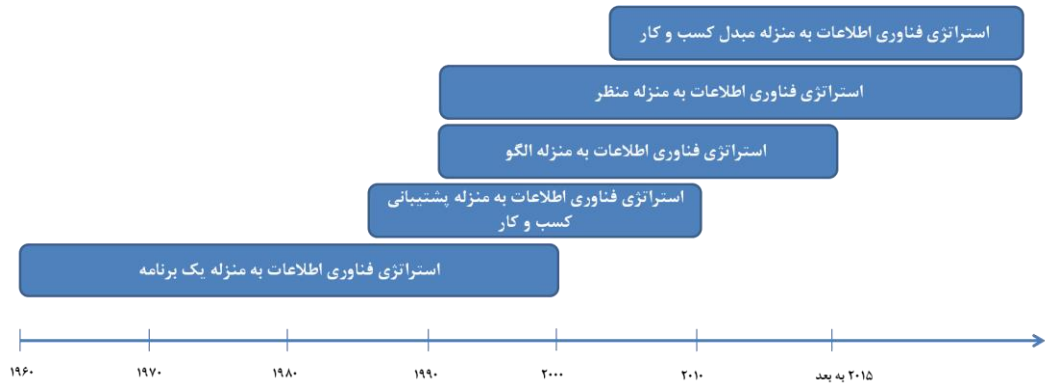 استراتژی فناوری اطلاعات به منزله مبدل کسب و کار
استراتژی فناوری اطلاعات به منزله منظر
استراتژی فناوری اطلاعات به منزله الگو
استراتژی فناوری اطلاعات به منزله پشتیبانی
کسب و کار
استراتژی فناوری اطلاعات به منزله یک برنامه
۱۹۶۰
۱۹۷۰
۱۹۸۰
۱۹۹۰
۲۰۰۰
۲۰۱۰
۲۰۱۵ به بعد